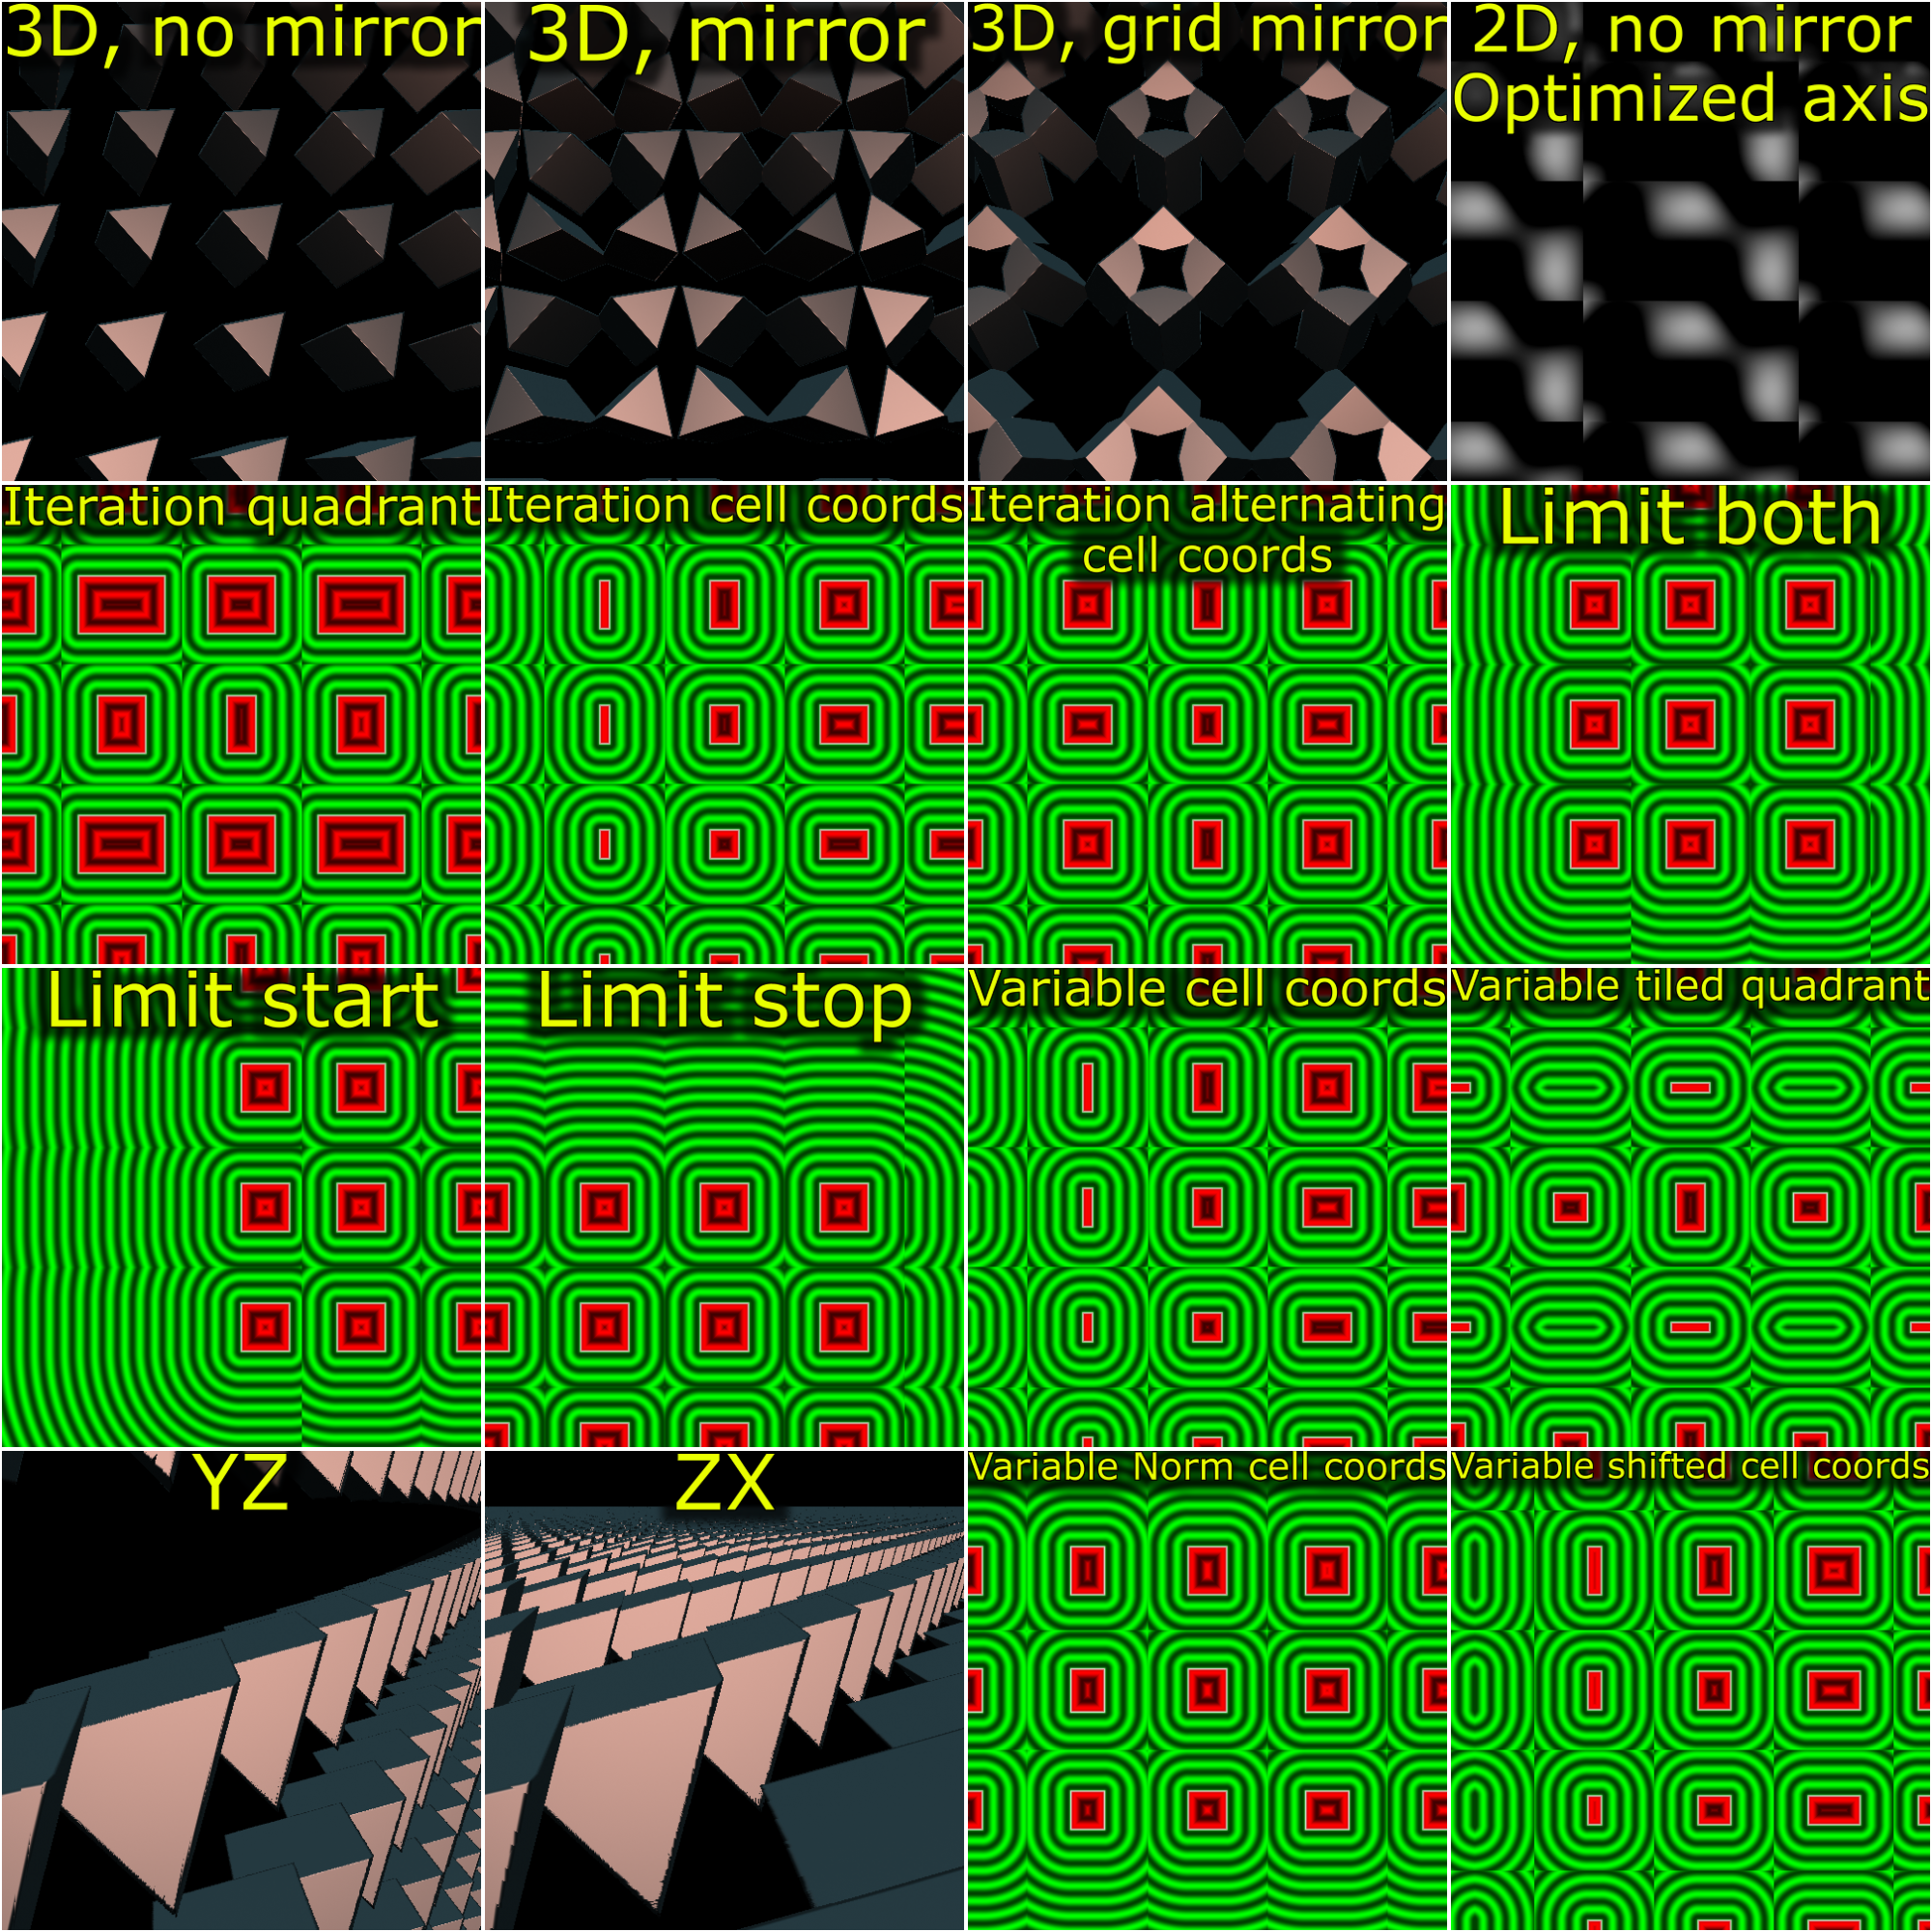 3D, no mirror
3D, mirror
3D, grid mirror
2D, no mirror
Optimized axis
Iteration quadrant
Iteration cell coords
Iteration alternating
cell coords
Limit both
Limit start
Limit stop
Variable cell coords
Variable tiled quadrant
YZ
ZX
Variable Norm cell coords
Variable shifted cell coords